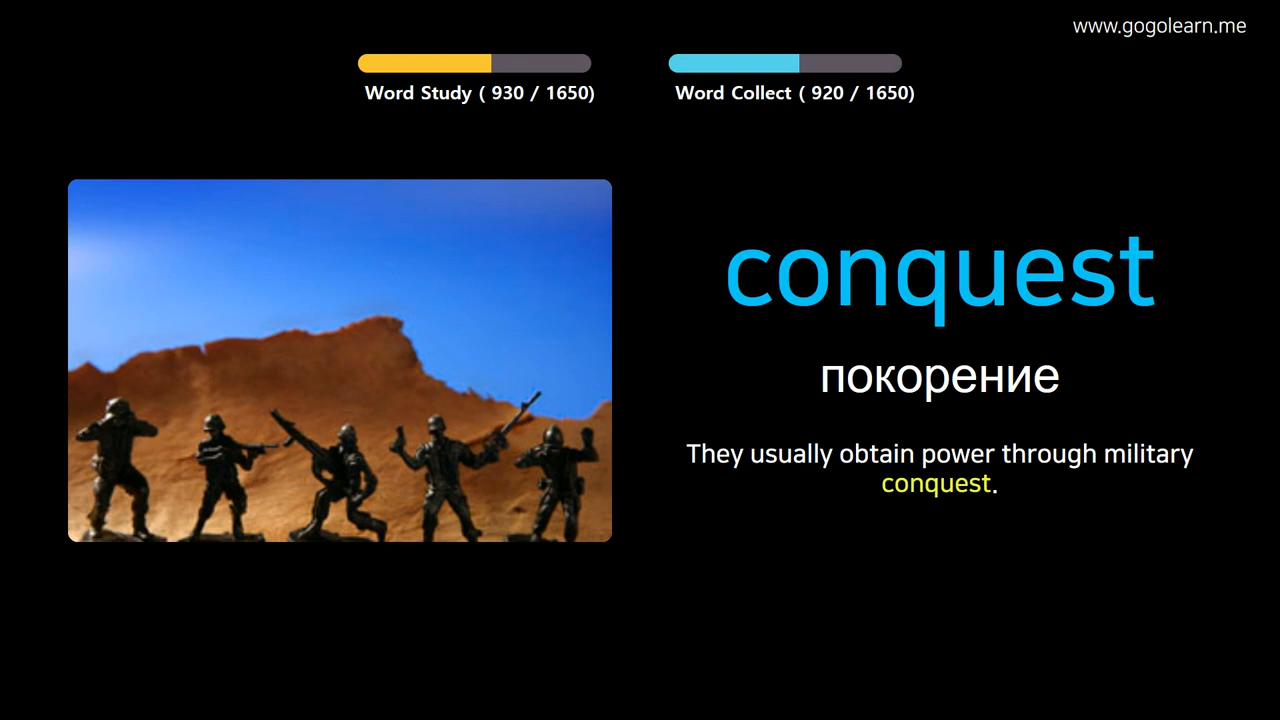 www.gogolearn.me
Word Study ( 930 / 1650)
Word Collect ( 920 / 1650)
conquest
покорение
They usually obtain power through military
conquest.